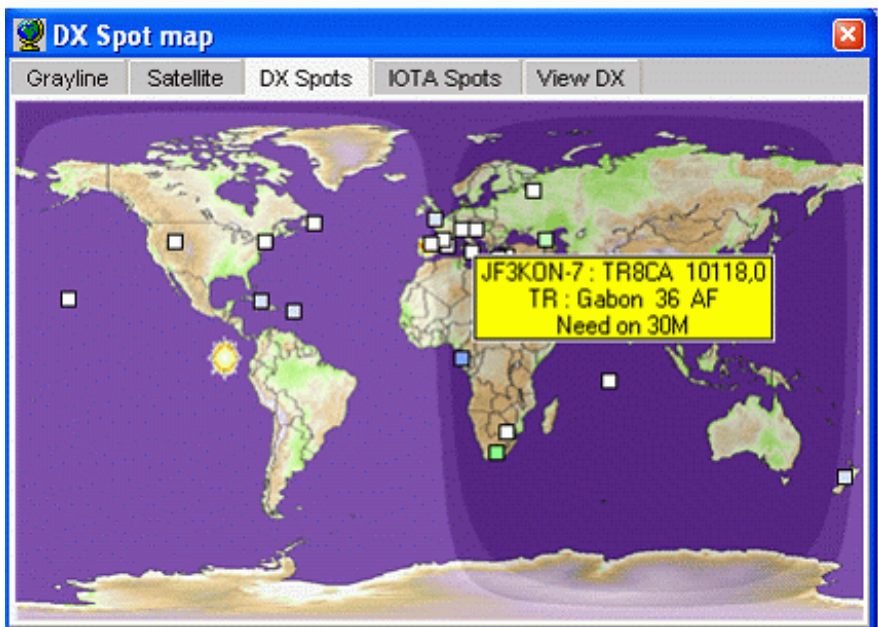 DX Spot map
Grayline Satellite DX Spots IOTA Spots View DX
JF3KON-7 : TR8CA 10118,0
TR : Gabon 36 AF
Need on 30M